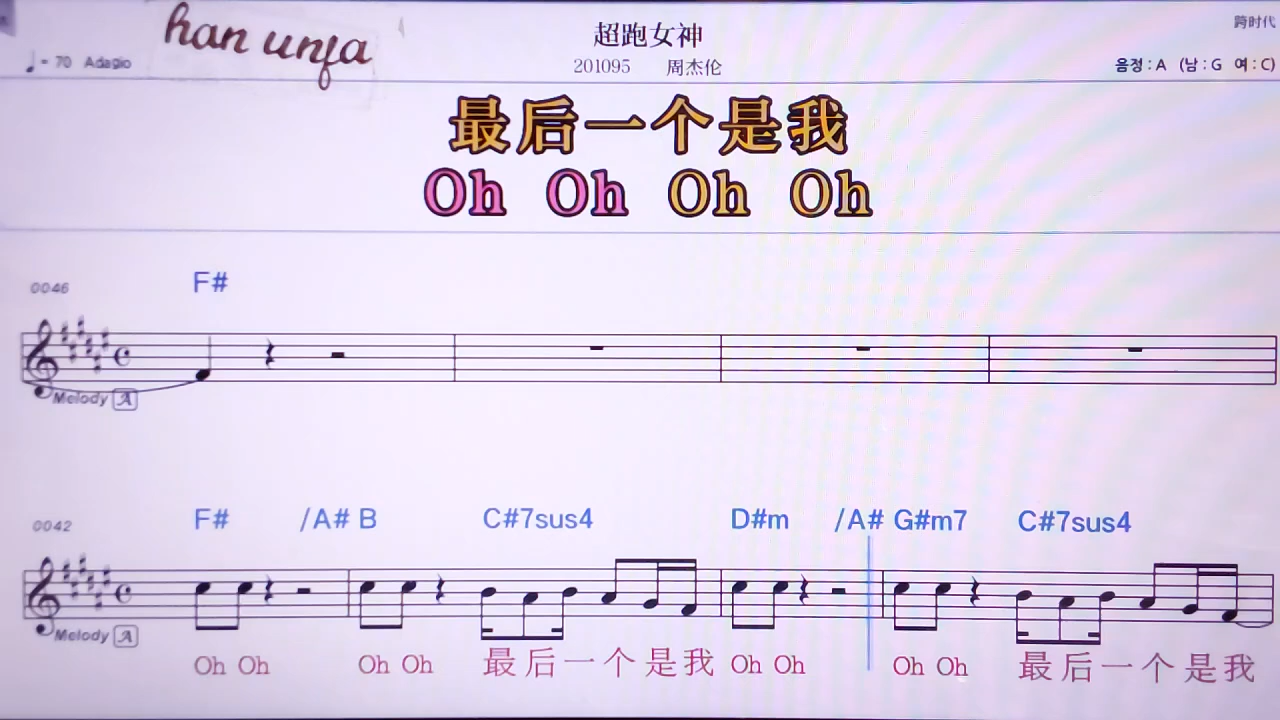 han unfa
超跑女神
跨时代
= 70 Adagio
201095 周杰伦
음정 : A (남 : G 여 : C)
最后一个是我
Oh Oh Oh Oh
F#
0046
Melody A
F# /A# B C#7sus4 D#m /A# G#m7 C#7sus4
0042
Melody A
Oh Oh Oh Oh 最后一个是我 Oh Oh Oh Oh 最后一个是我